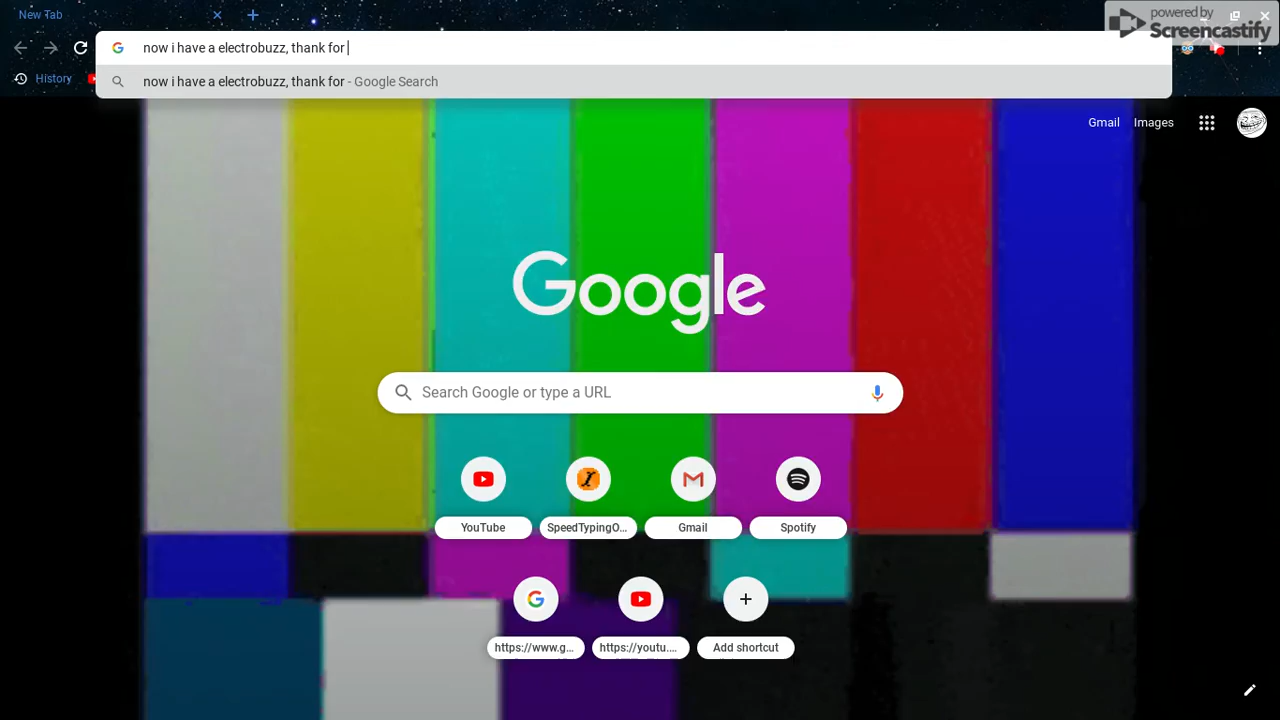 New Tab
powered by
Screencastify
now i have a electrobuzz, thank for
History
now i have a electrobuzz, thank for - Google Search
Gmail
Images
Google
Search Google or type a URL
YouTube
SpeedTypingO...
Gmail
Spotify
https://www.g...
https://youtu....
Add shortcut